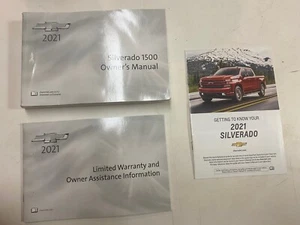 2021
Silverado 1500
Owner's Manual
2021
Limited Warranty and
Owner Assistance Information
GETTING TO KNOW YOUR
2021
SILVERADO